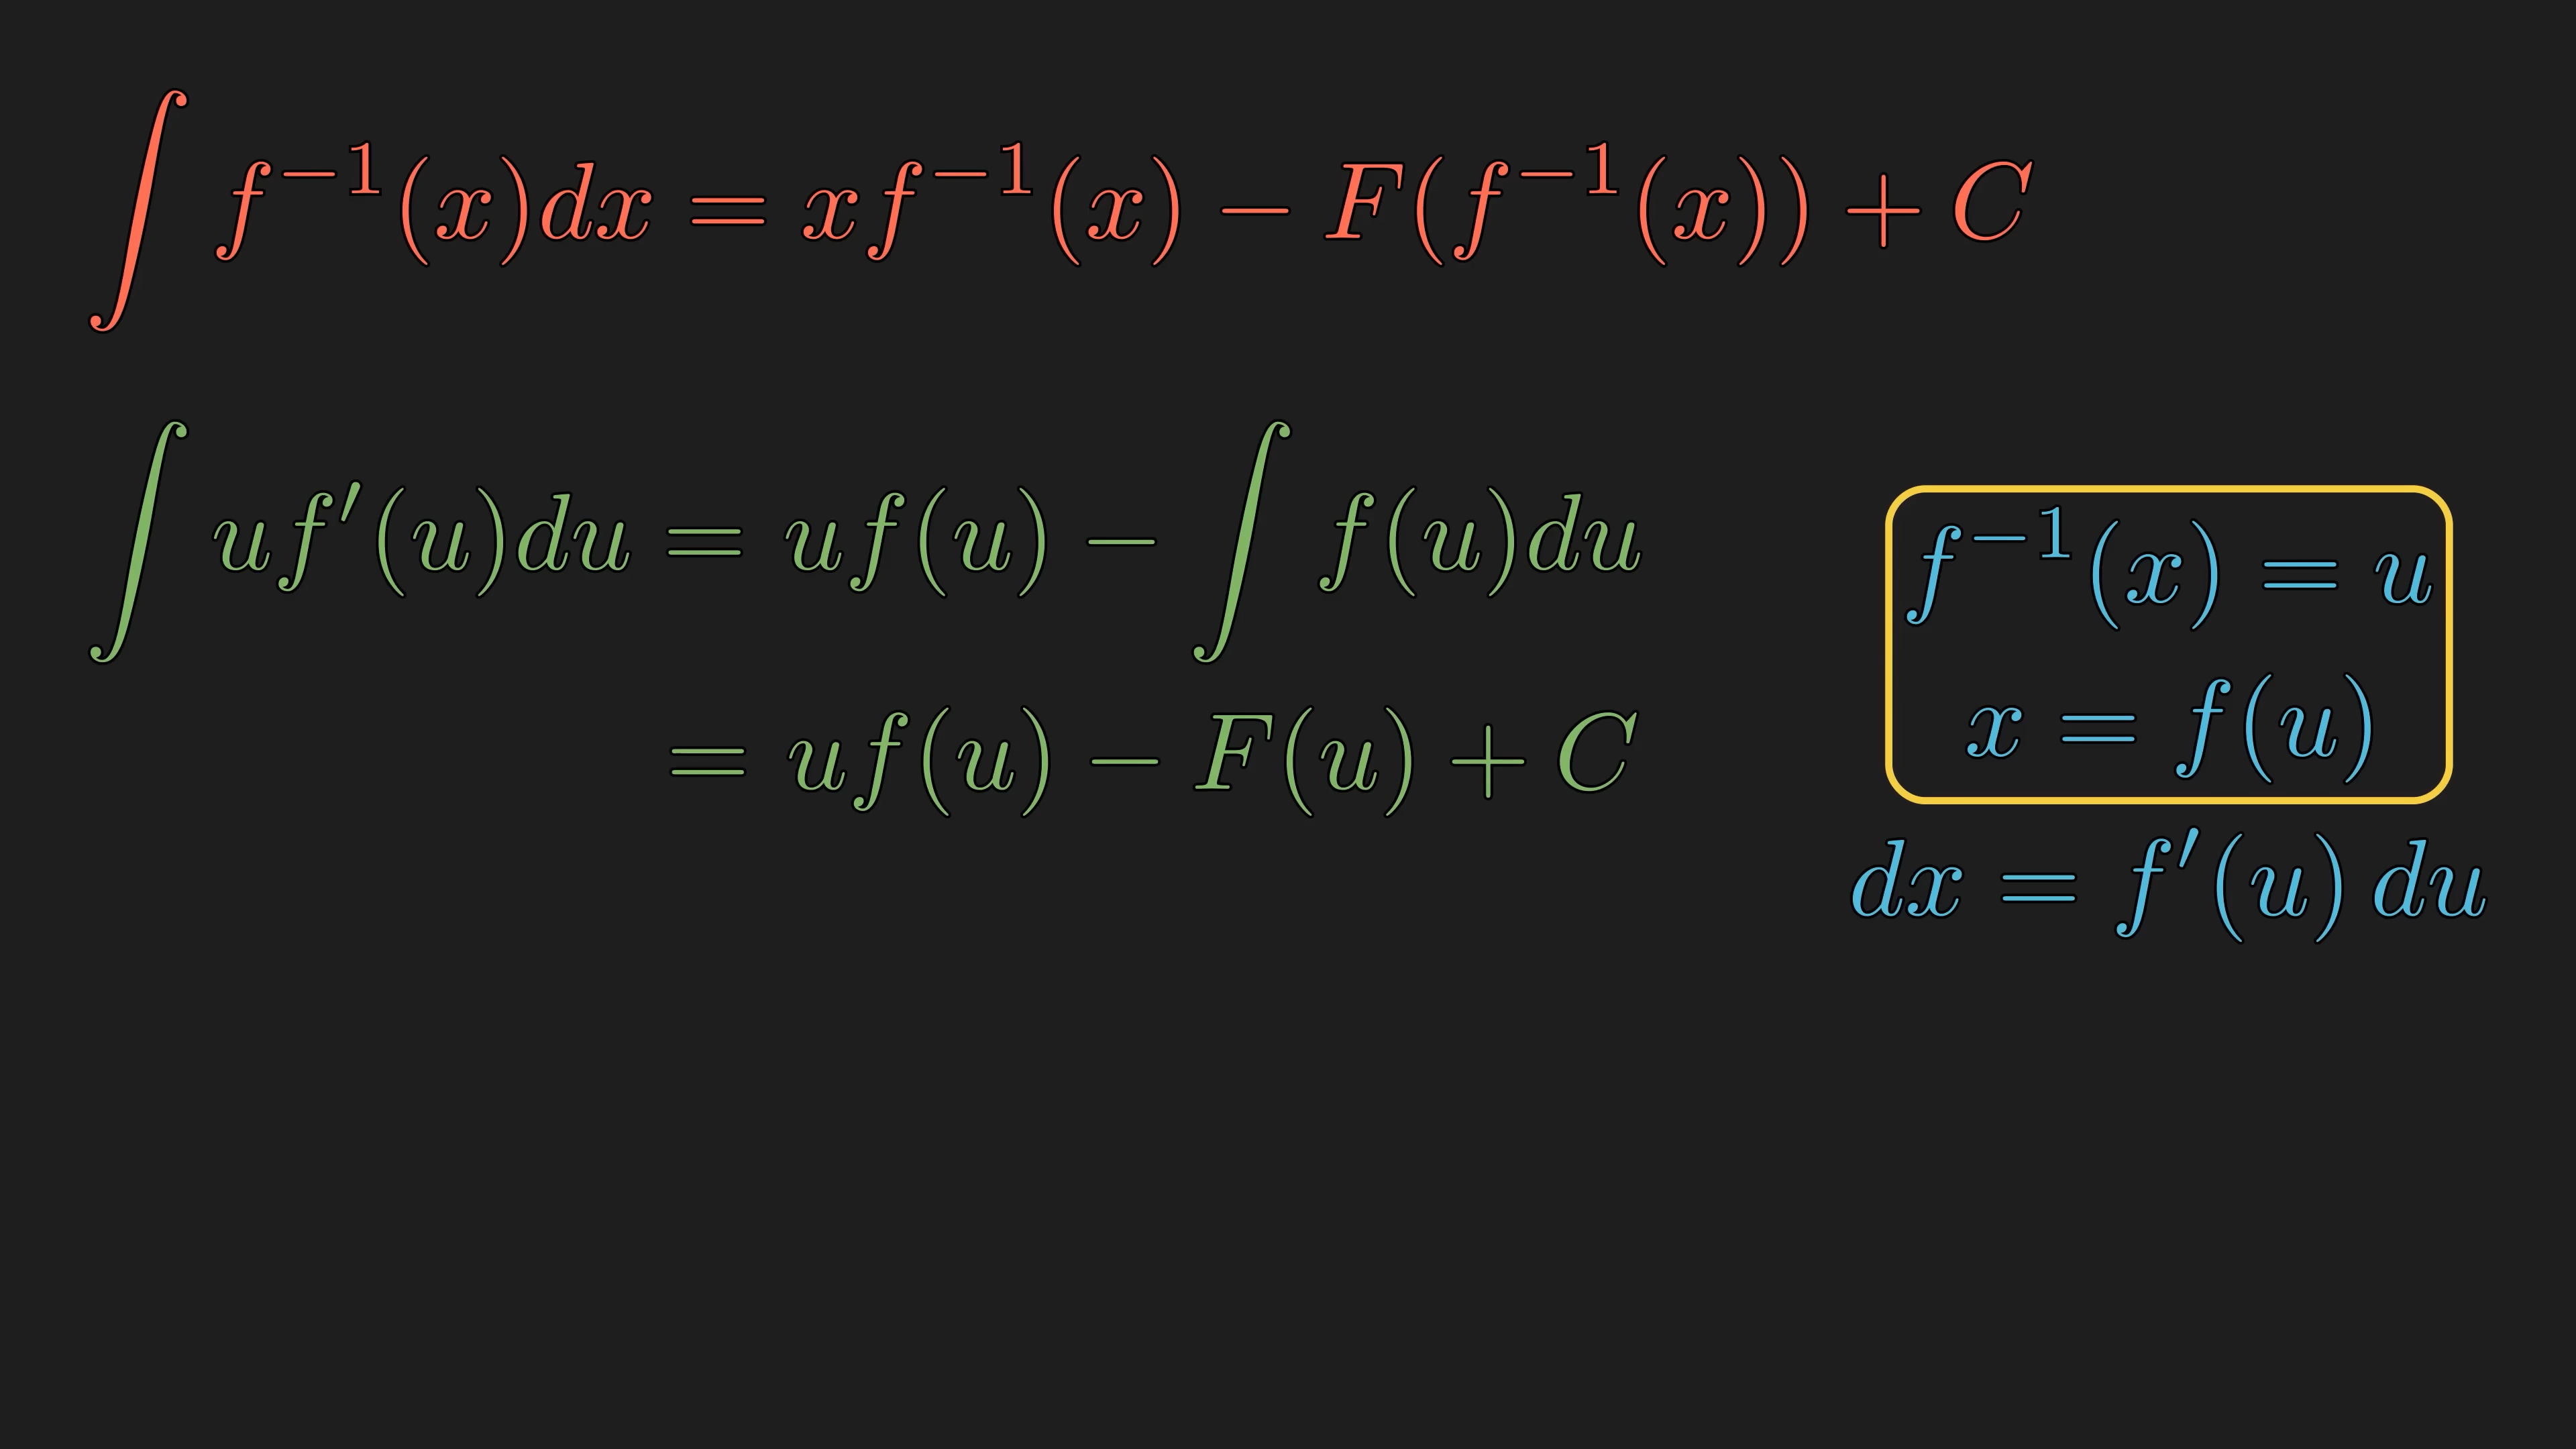 ∫ f⁻¹(x)dx = xf⁻¹(x) − F(f⁻¹(x)) + C
∫ uf′(u)du = uf(u) − ∫ f(u)du
= uf(u) − F(u) + C
f⁻¹(x) = u
x = f(u)
dx = f′(u) du